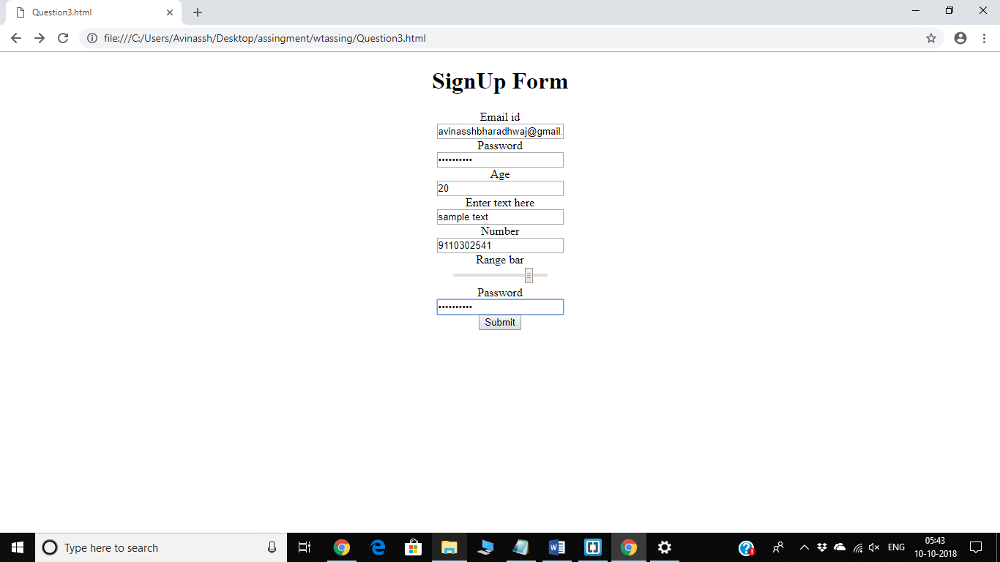 Question3.html
file:///C:/Users/Avinassh/Desktop/assingment/wtassing/Question3.html
SignUp Form
Email id
avinasshbharadhwaj@gmail.
Password
••••••••••
Age
20
Enter text here
sample text
Number
9110302541
Range bar
Password
••••••••••
Submit
Type here to search
ENG
05:43
10-10-2018